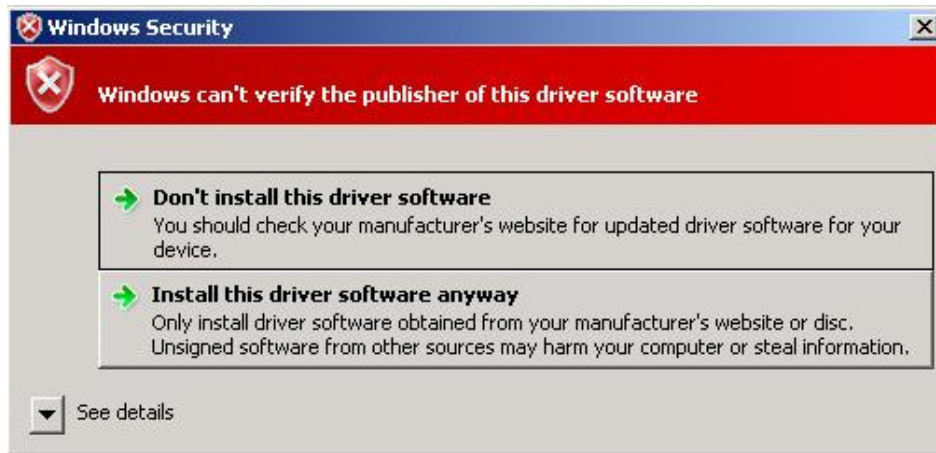 Windows Security
Windows can't verify the publisher of this driver software
Don't install this driver software
You should check your manufacturer's website for updated driver software for your
device.
Install this driver software anyway
Only install driver software obtained from your manufacturer's website or disc.
Unsigned software from other sources may harm your computer or steal information.
See details